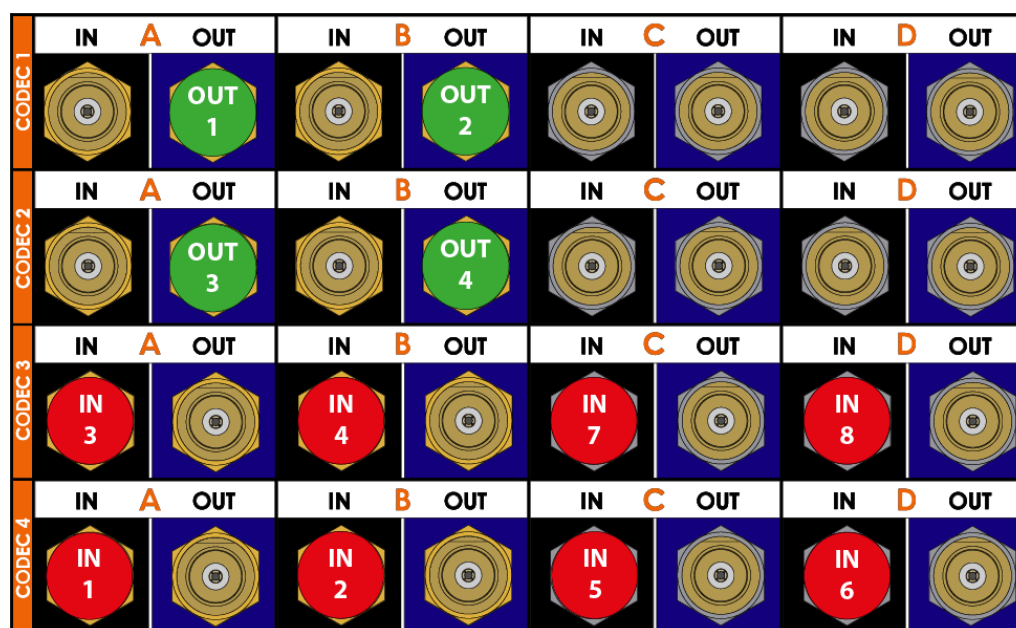 IN A OUT IN B OUT IN C OUT IN D OUT
CODEC 1
OUT 1
OUT 2
IN A OUT IN B OUT IN C OUT IN D OUT
CODEC 2
OUT 3
OUT 4
IN A OUT IN B OUT IN C OUT IN D OUT
CODEC 3
IN 3
IN 4
IN 7
IN 8
IN A OUT IN B OUT IN C OUT IN D OUT
CODEC 4
IN 1
IN 2
IN 5
IN 6